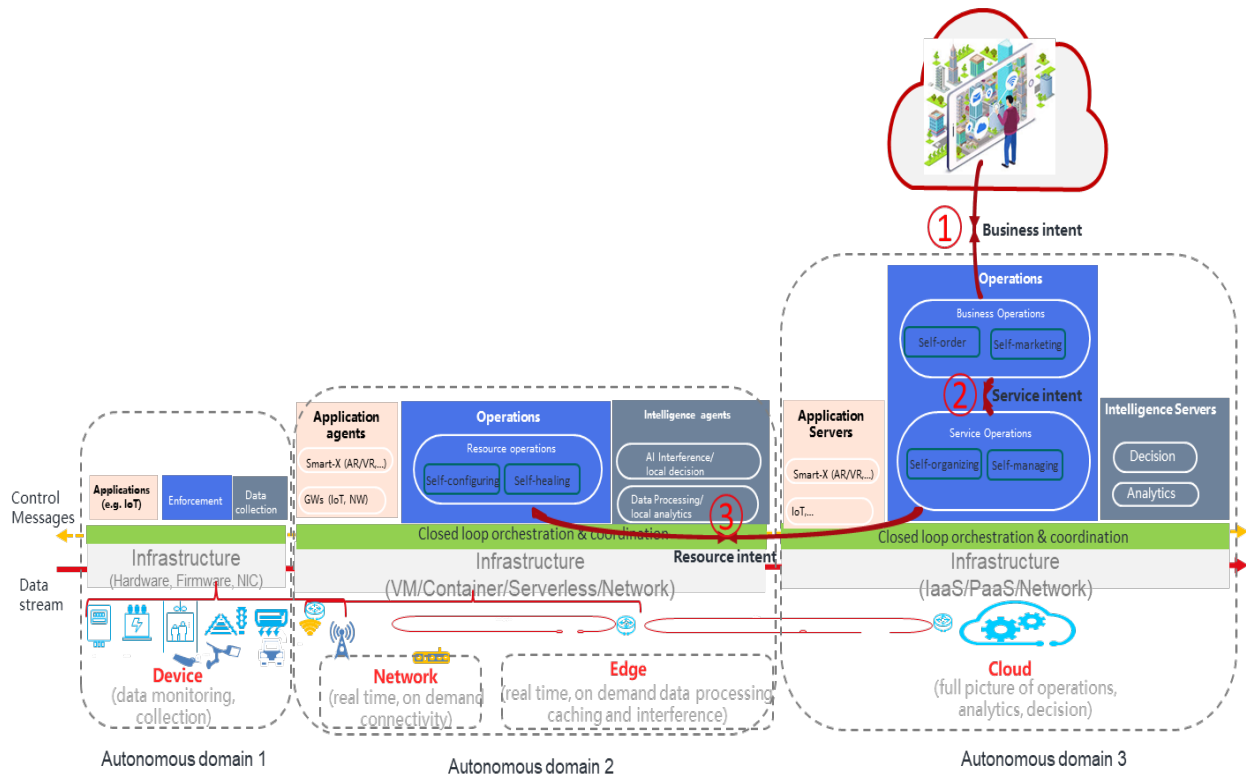 1
Business intent
Operations
Business Operations
Self-order
Self-marketing
2
Service intent
Service Operations
Self-organizing
Self-managing
Application
Servers
Smart-X (AR/VR,...)
IoT,...
Intelligence Servers
Decision
Analytics
Closed loop orchestration & coordination
Infrastructure
(IaaS/PaaS/Network)
Application
agents
Smart-X (AR/VR,...)
GWs (IoT, NW)
Operations
Resource operations
Self-configuring
Self-healing
Intelligence agents
AI Interference/
local decision
Data Processing/
local analytics
3
Closed loop orchestration & coordination
Resource intent
Infrastructure
(VM/Container/Serverless/Network)
Applications
(e.g. IoT)
Enforcement
Data
collection
Control
Messages
Infrastructure
(Hardware, Firmware, NIC)
Data
stream
Device
(data monitoring,
collection)
Network
(real time, on demand
connectivity)
Edge
(real time, on demand data processing
caching and interference)
Cloud
(full picture of operations,
analytics, decision)
Autonomous domain 1
Autonomous domain 2
Autonomous domain 3